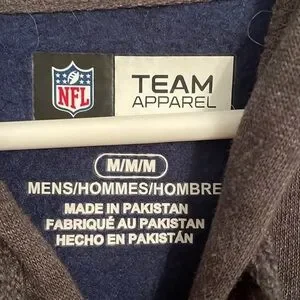 NFL
TEAM
APPAREL
M/M/M
MENS/HOMMES/HOMBRE
MADE IN PAKISTAN
FABRIQUÉ AU PAKISTAN
HECHO EN PAKISTÁN